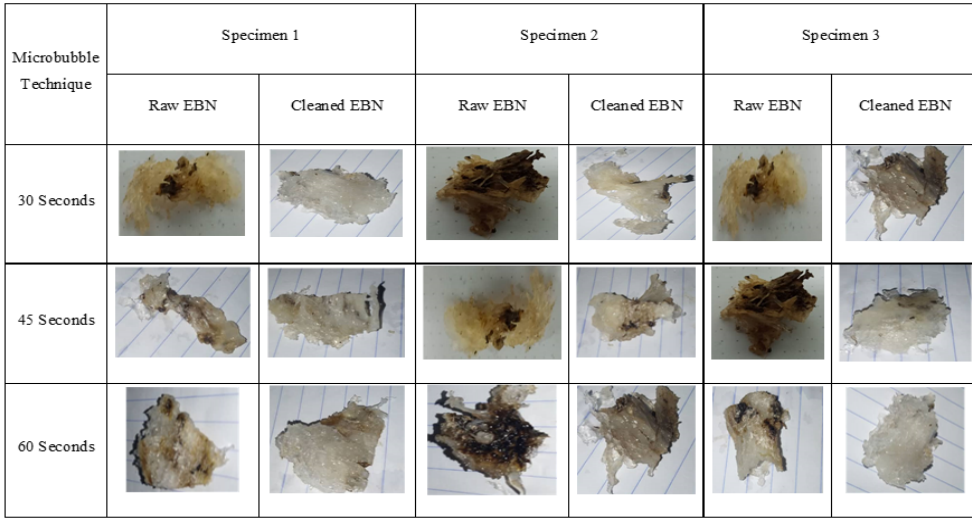 Microbubble
Technique
Specimen 1
Specimen 2
Specimen 3
Raw EBN
Cleaned EBN
Raw EBN
Cleaned EBN
Raw EBN
Cleaned EBN
30 Seconds
45 Seconds
60 Seconds